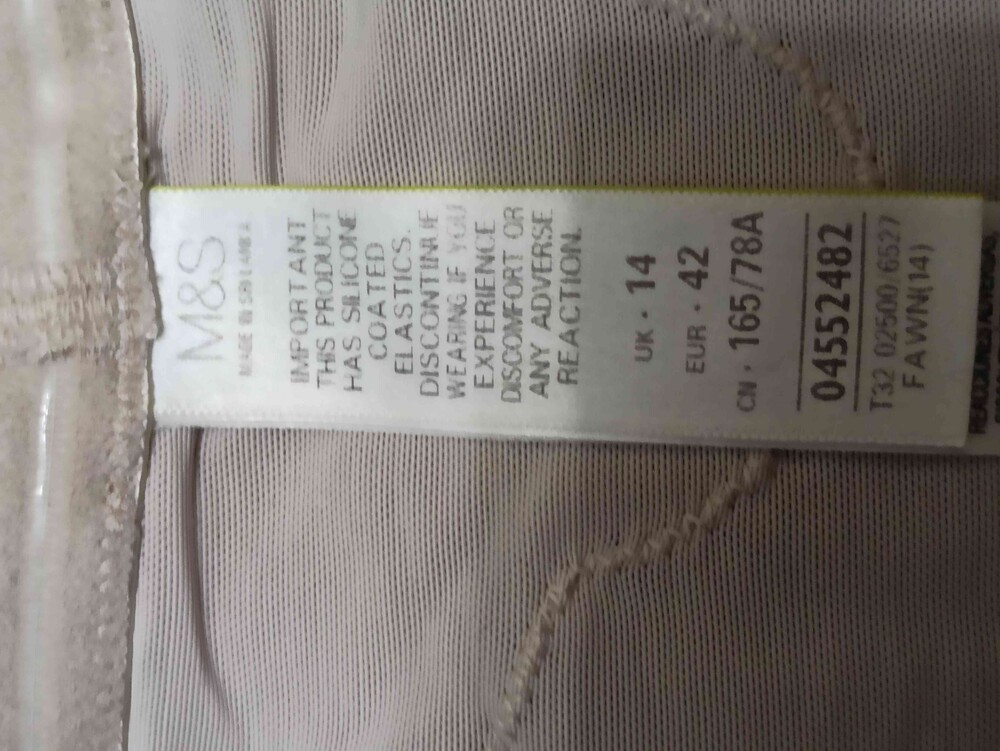 M&S
MADE IN SRI LANKA
IMPORTANT
THIS PRODUCT
HAS SILICONE
COATED
ELASTICS.
DISCONTINUE
WEARING IF YOU
EXPERIENCE
DISCOMFORT OR
ANY ADVERSE
REACTION.
UK · 14
EUR · 42
CN · 165/78A
04552482
T32 02500/6527
FAWN(14)